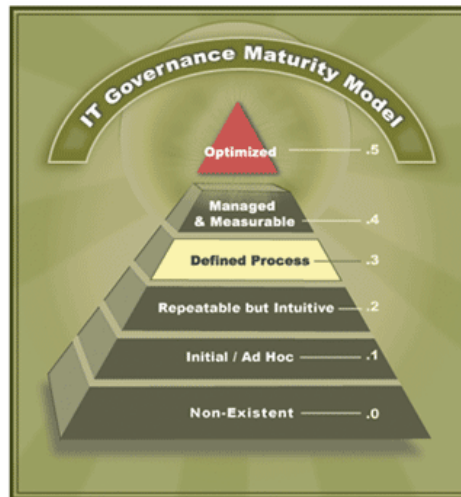 IT Governance Maturity Model
Optimized .5
Managed
& Measurable .4
Defined Process .3
Repeatable but Intuitive .2
Initial / Ad Hoc .1
Non-Existent .0